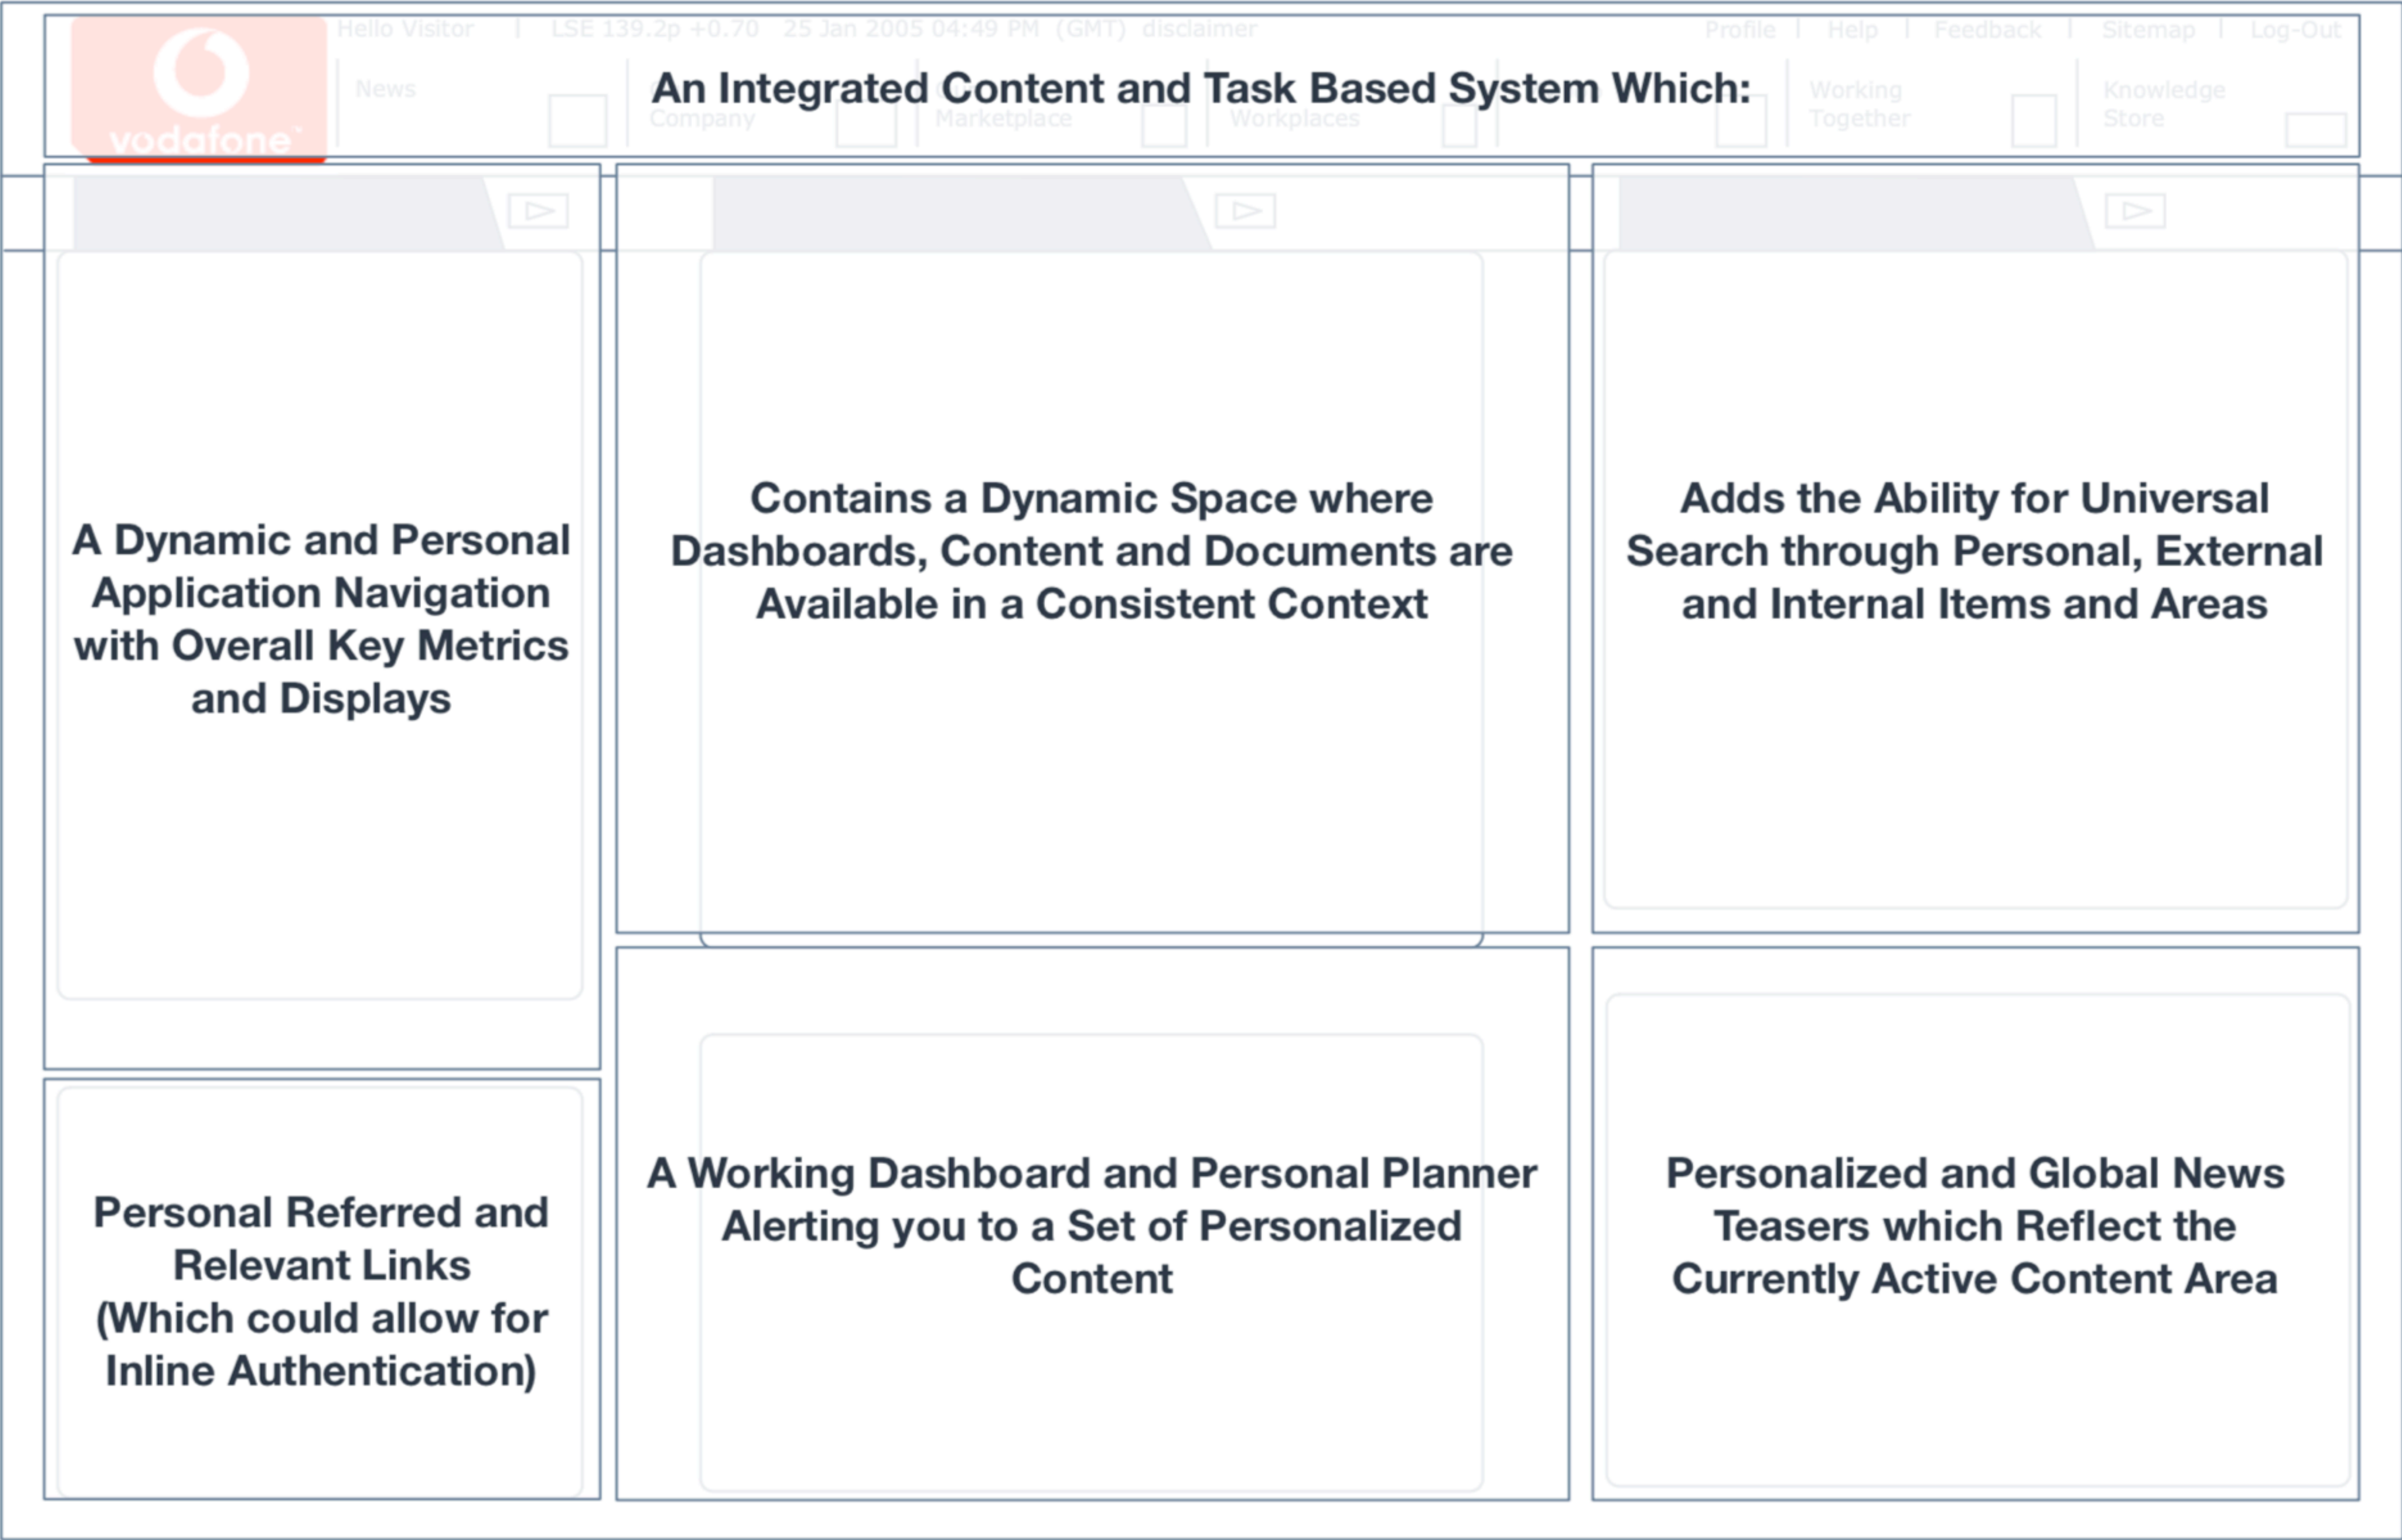 Hello Visitor | LSE 139.2p +0.70 25 Jan 2005 04:49 PM (GMT) disclaimer
Profile | Help | Feedback | Sitemap | Log-Out
vodafone™
News
Company
Marketplace
Workplaces
Working
Together
Knowledge
Store
An Integrated Content and Task Based System Which:
A Dynamic and Personal
Application Navigation
with Overall Key Metrics
and Displays
Contains a Dynamic Space where
Dashboards, Content and Documents are
Available in a Consistent Context
Adds the Ability for Universal
Search through Personal, External
and Internal Items and Areas
Personal Referred and
Relevant Links
(Which could allow for
Inline Authentication)
A Working Dashboard and Personal Planner
Alerting you to a Set of Personalized
Content
Personalized and Global News
Teasers which Reflect the
Currently Active Content Area